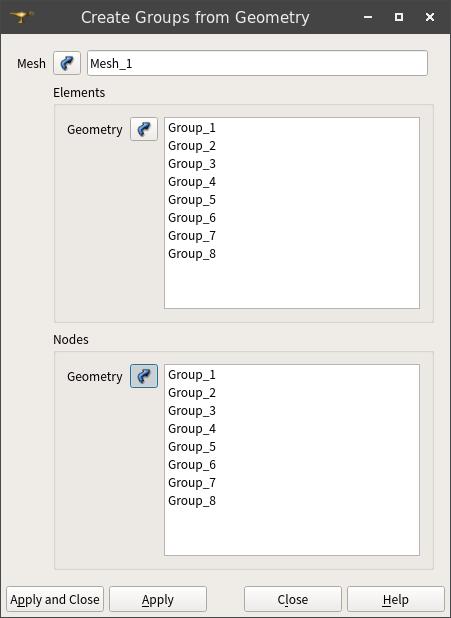 Create Groups from Geometry
Mesh Mesh_1
Elements
Geometry
Group_1
Group_2
Group_3
Group_4
Group_5
Group_6
Group_7
Group_8
Nodes
Geometry
Group_1
Group_2
Group_3
Group_4
Group_5
Group_6
Group_7
Group_8
Apply and Close Apply Close Help